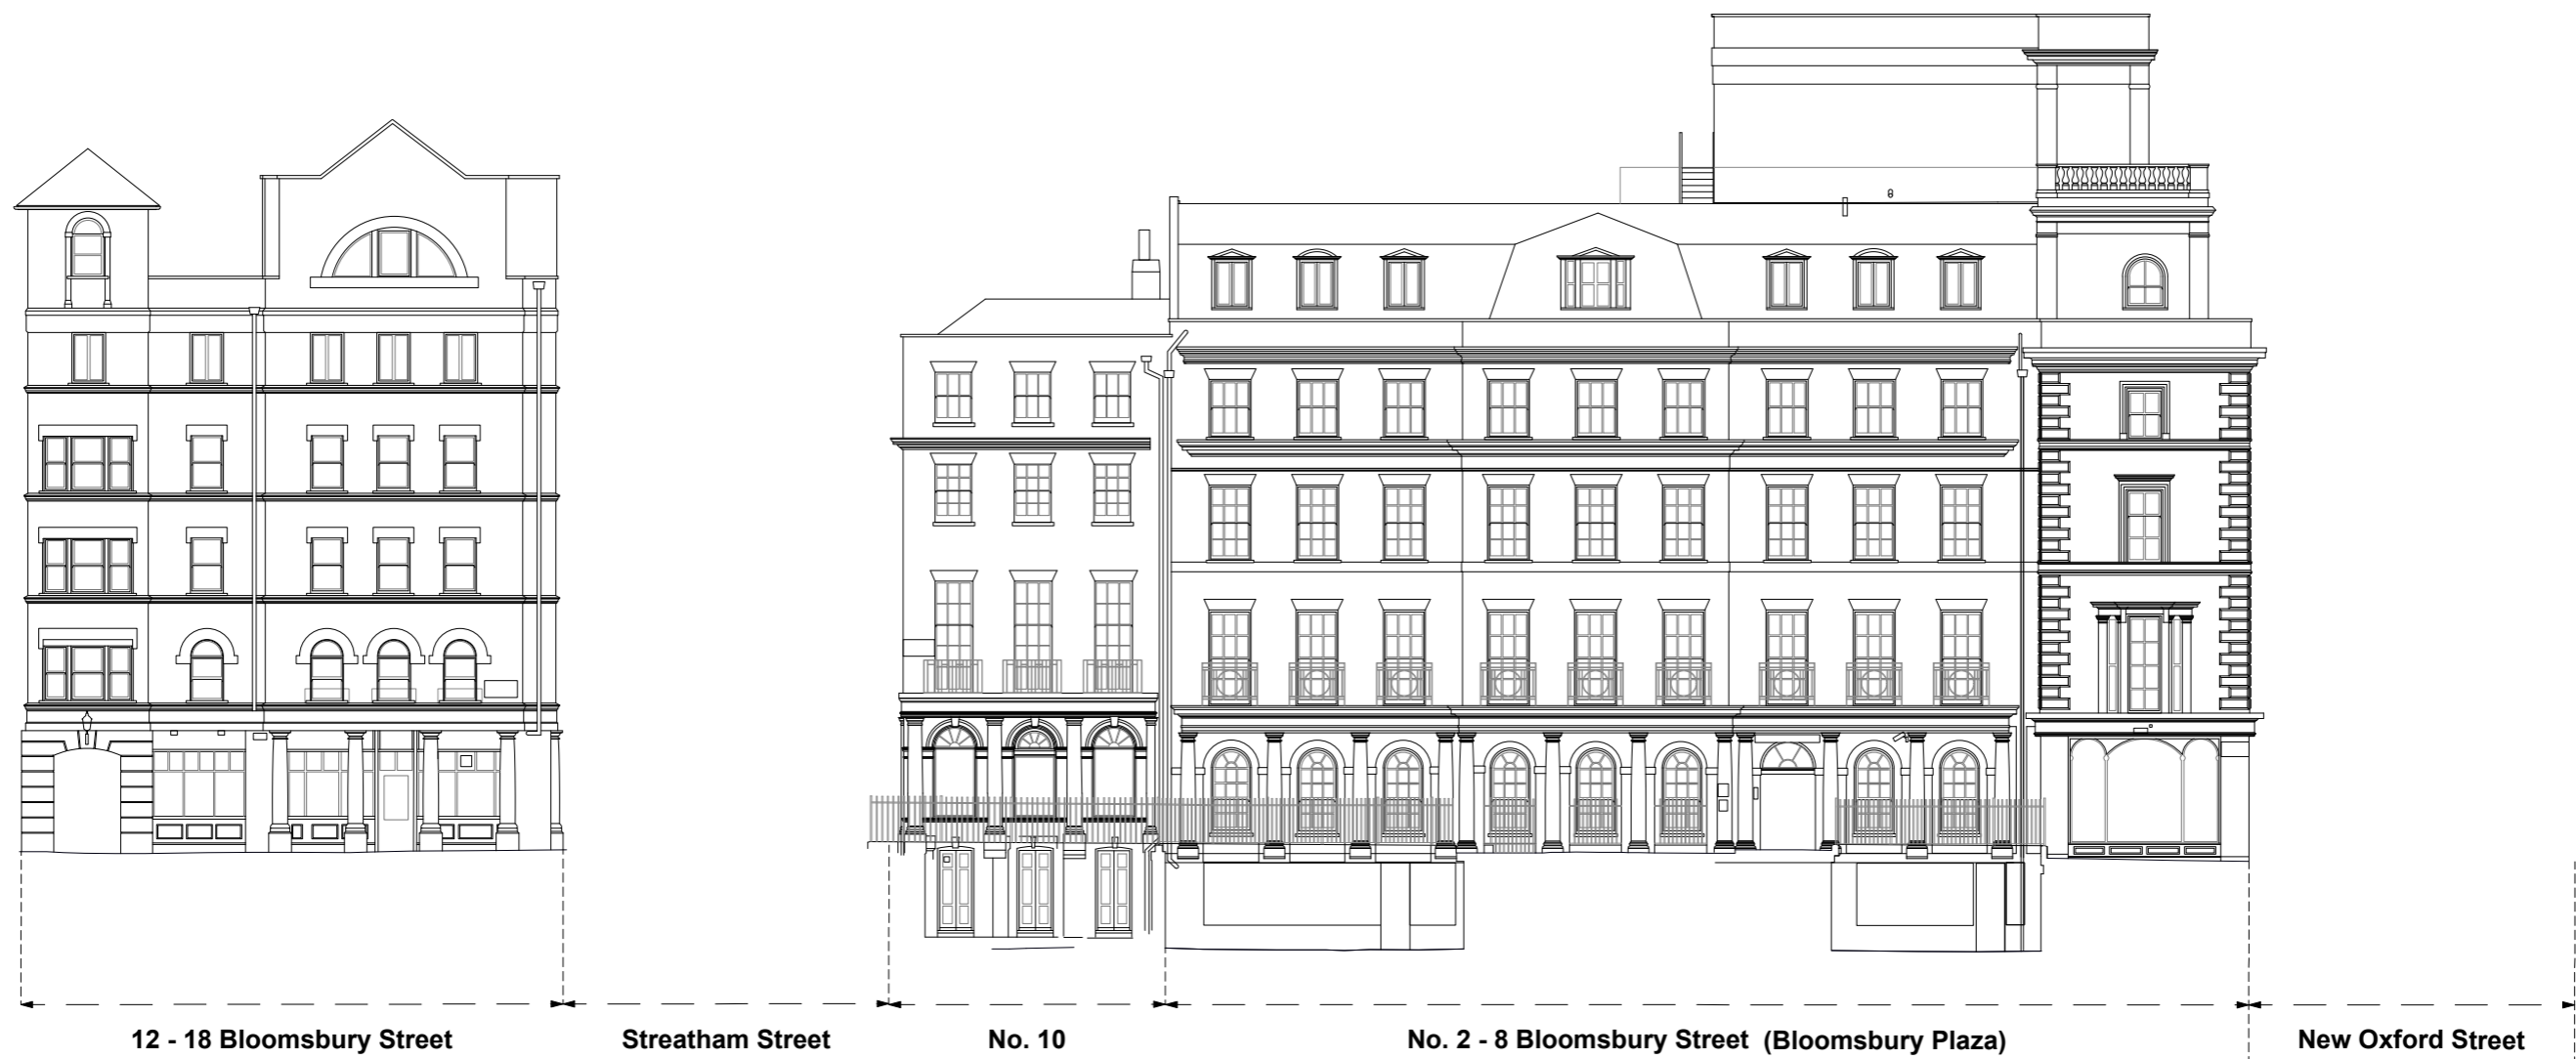 12 - 18 Bloomsbury Street
Streatham Street
No. 10
No. 2 - 8 Bloomsbury Street (Bloomsbury Plaza)
New Oxford Street